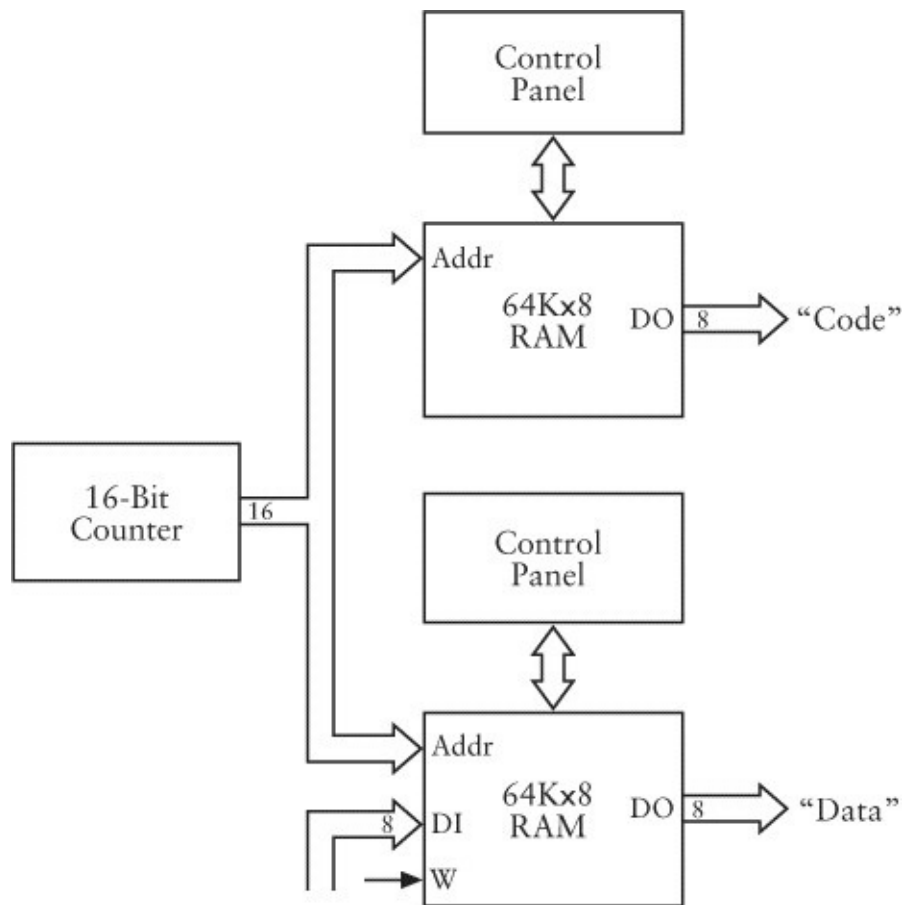 Control
Panel
Addr
64Kx8
RAM
DO
8
“Code”
16-Bit
Counter
16
Control
Panel
Addr
64Kx8
RAM
DO
8
“Data”
8
DI
W